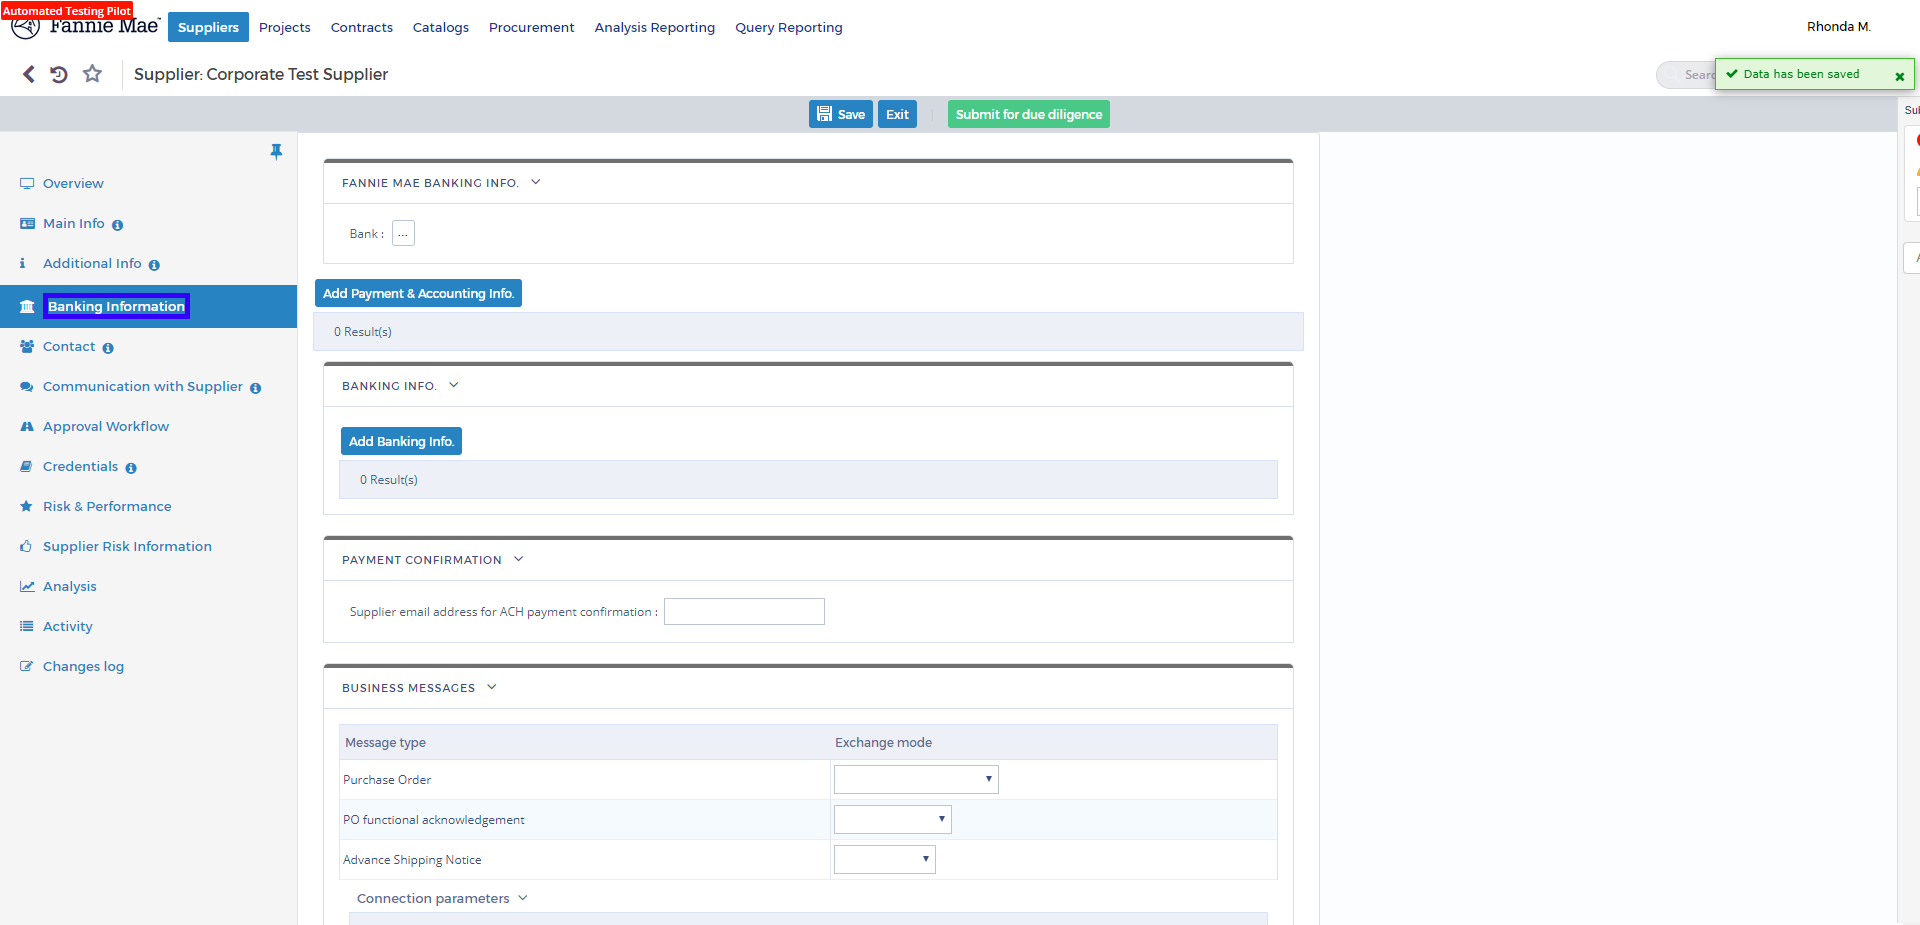 Automated Testing Pilot
Fannie Mae
Suppliers Projects Contracts Catalogs Procurement Analysis Reporting Query Reporting
Rhonda M.
Supplier: Corporate Test Supplier
Data has been saved
Save Exit Submit for due diligence
Overview
Main Info
Additional Info
Banking Information
Contact
Communication with Supplier
Approval Workflow
Credentials
Risk & Performance
Supplier Risk Information
Analysis
Activity
Changes log
FANNIE MAE BANKING INFO.
Bank : ...
Add Payment & Accounting Info.
0 Result(s)
BANKING INFO.
Add Banking Info.
0 Result(s)
PAYMENT CONFIRMATION
Supplier email address for ACH payment confirmation :
BUSINESS MESSAGES
Message type Exchange mode
Purchase Order
PO functional acknowledgement
Advance Shipping Notice
Connection parameters